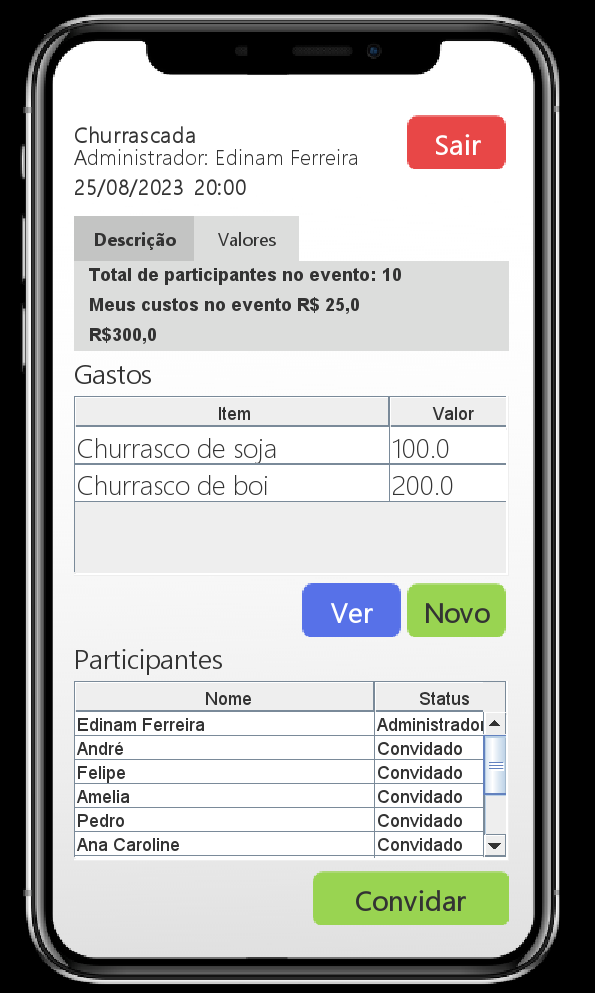 Churrascada
Administrador: Edinam Ferreira
25/08/2023 20:00
Sair
Descrição Valores
Total de participantes no evento: 10
Meus custos no evento R$ 25,0
R$300,0
Gastos
Item Valor
Churrasco de soja 100.0
Churrasco de boi 200.0
Ver Novo
Participantes
Nome Status
Edinam Ferreira Administrador
André Convidado
Felipe Convidado
Amelia Convidado
Pedro Convidado
Ana Caroline Convidado
Convidar